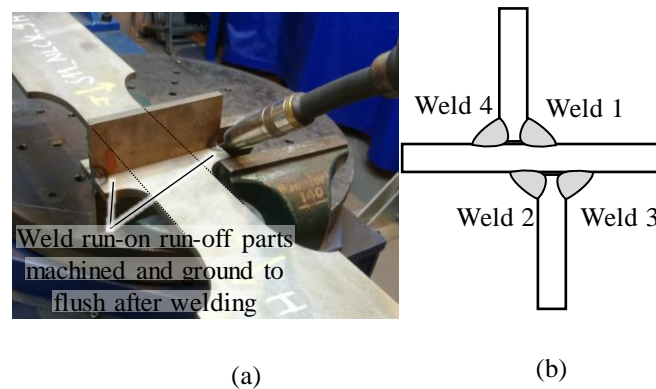 Weld run-on run-off parts
machined and ground to
flush after welding
(a)
Weld 4
Weld 1
Weld 2
Weld 3
(b)